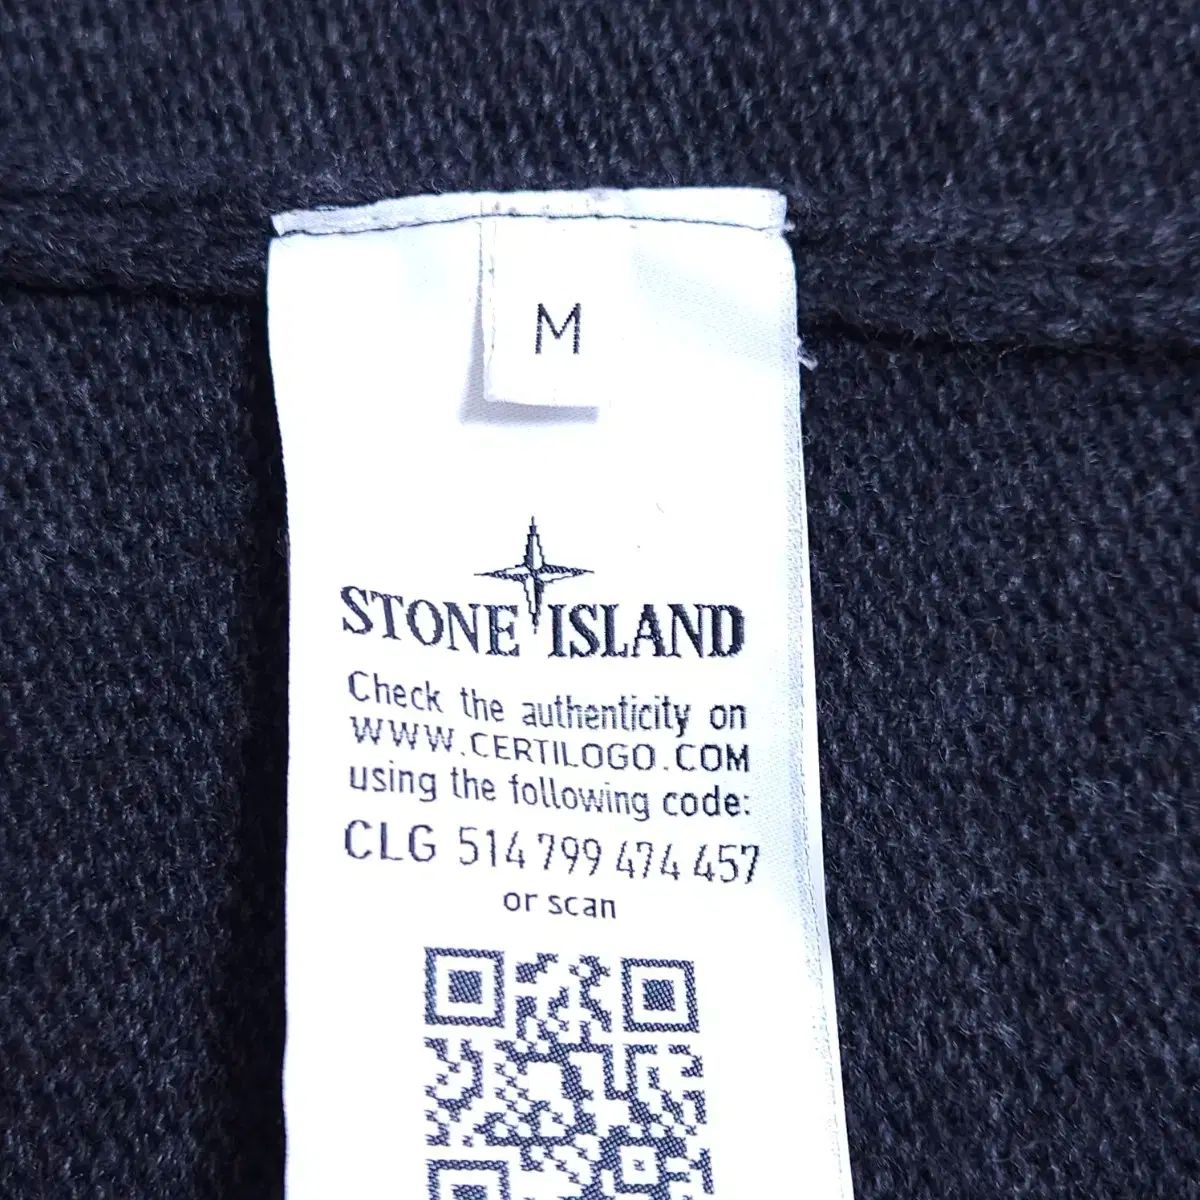 M
STONE ISLAND
Check the authenticity on
WWW.CERTILOGO.COM
using the following code:
CLG 514 799 474 457
or scan